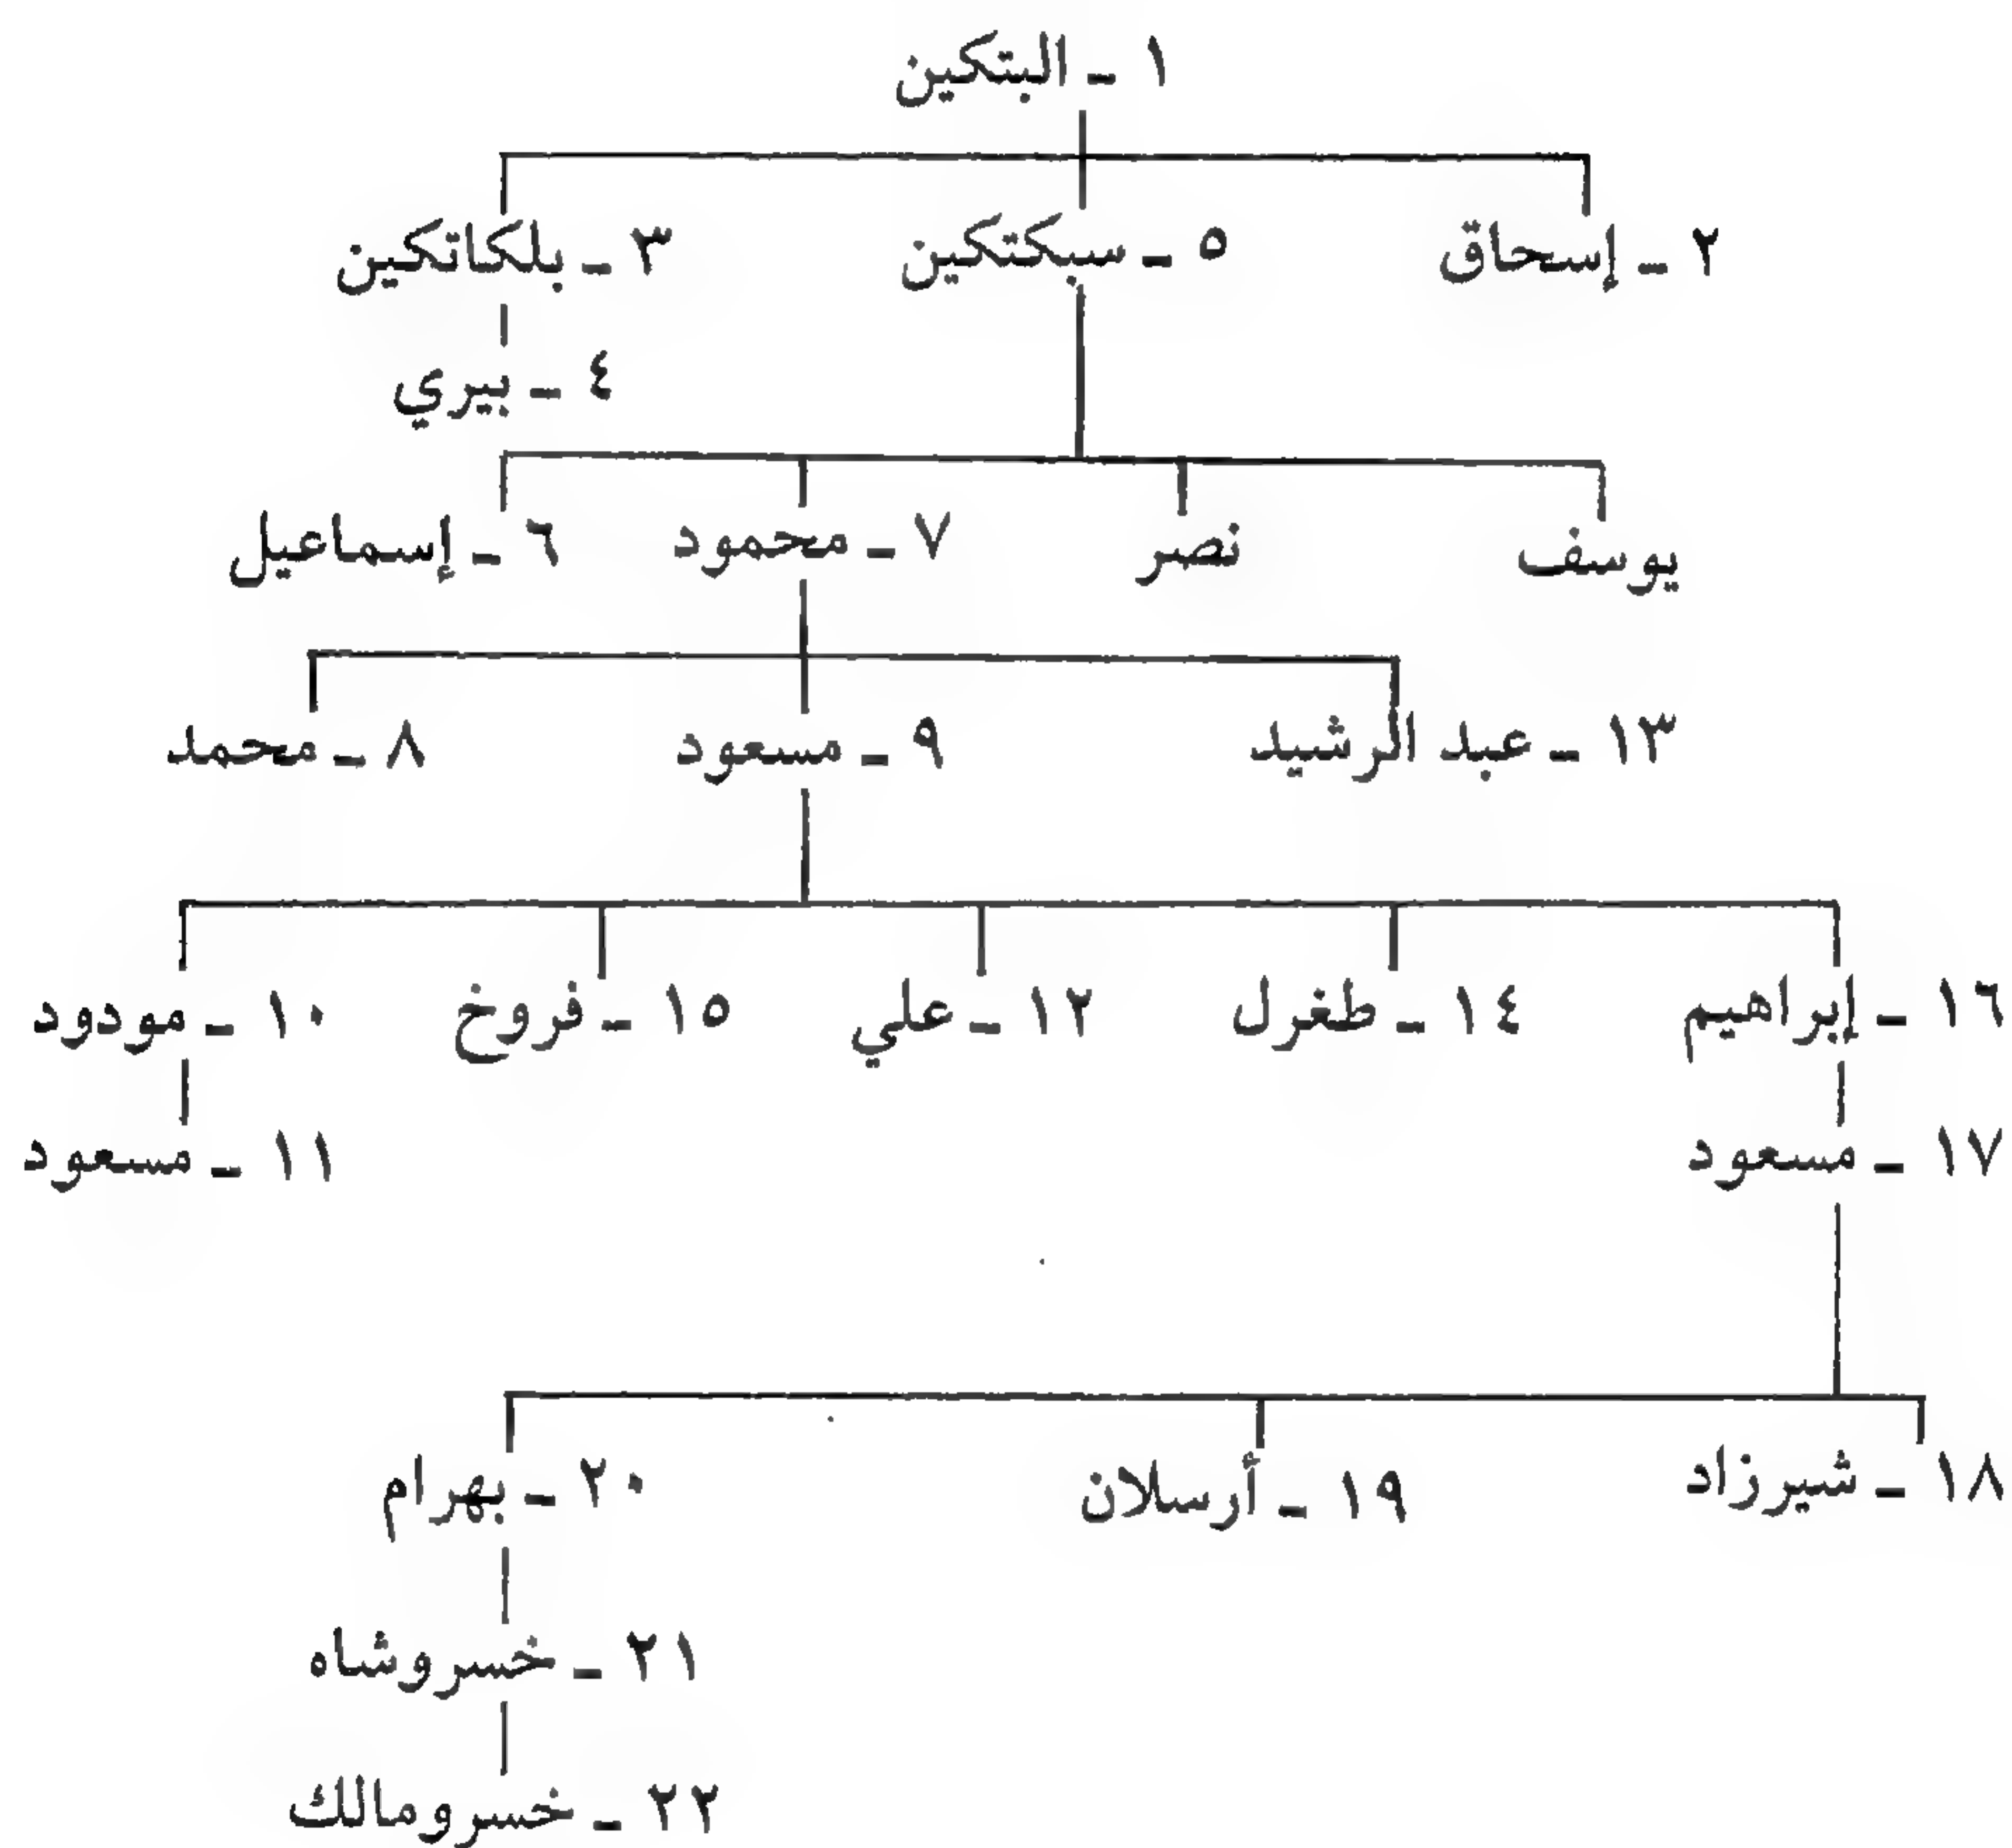 ١ ـ البتكين
٢ ـ إسحاق
٥ ـ سبكتكين
٣ ـ بلكاتكين
٤ ـ بيري
يوسف
نصر
٧ ـ محمود
٦ ـ إسماعيل
١٣ ـ عبد الرشيد
٩ ـ مسعود
٨ ـ محمد
١٦ ـ إبراهيم
١٤ ـ طغرل
١٢ ـ علي
١٥ ـ فروخ
١٠ ـ مودود
١٧ ـ مسعود
١١ ـ مسعود
١٨ ـ شيرزاد
١٩ ـ أرسلان
٢٠ ـ بهرام
٢١ ـ خسروشاه
٢٢ ـ خسرومالك